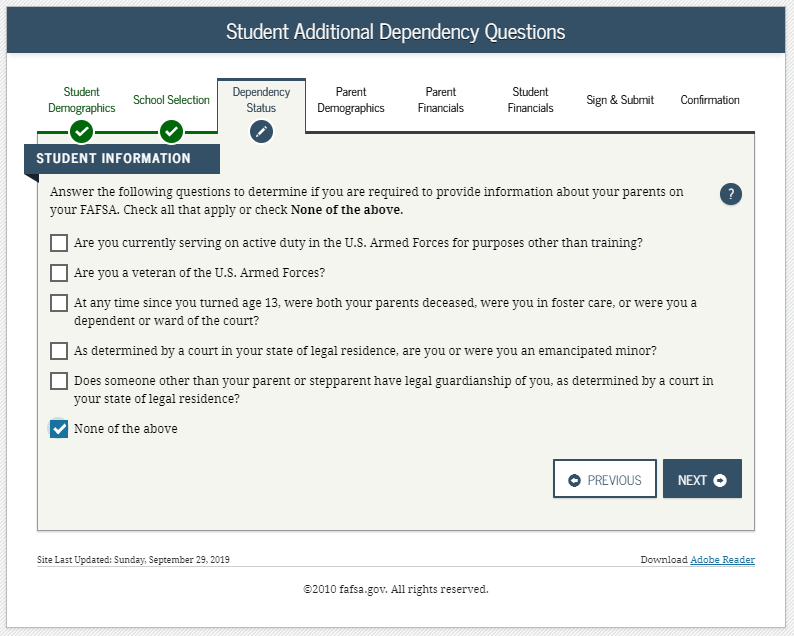 Student Additional Dependency Questions
Student
Demographics
School Selection
Dependency
Status
Parent
Demographics
Parent
Financials
Student
Financials
Sign & Submit
Confirmation
STUDENT INFORMATION
Answer the following questions to determine if you are required to provide information about your parents on
your FAFSA. Check all that apply or check None of the above.
?
Are you currently serving on active duty in the U.S. Armed Forces for purposes other than training?
Are you a veteran of the U.S. Armed Forces?
At any time since you turned age 13, were both your parents deceased, were you in foster care, or were you a
dependent or ward of the court?
As determined by a court in your state of legal residence, are you or were you an emancipated minor?
Does someone other than your parent or stepparent have legal guardianship of you, as determined by a court in
your state of legal residence?
None of the above
PREVIOUS
NEXT
Site Last Updated: Sunday, September 29, 2019
Download Adobe Reader
©2010 fafsa.gov. All rights reserved.